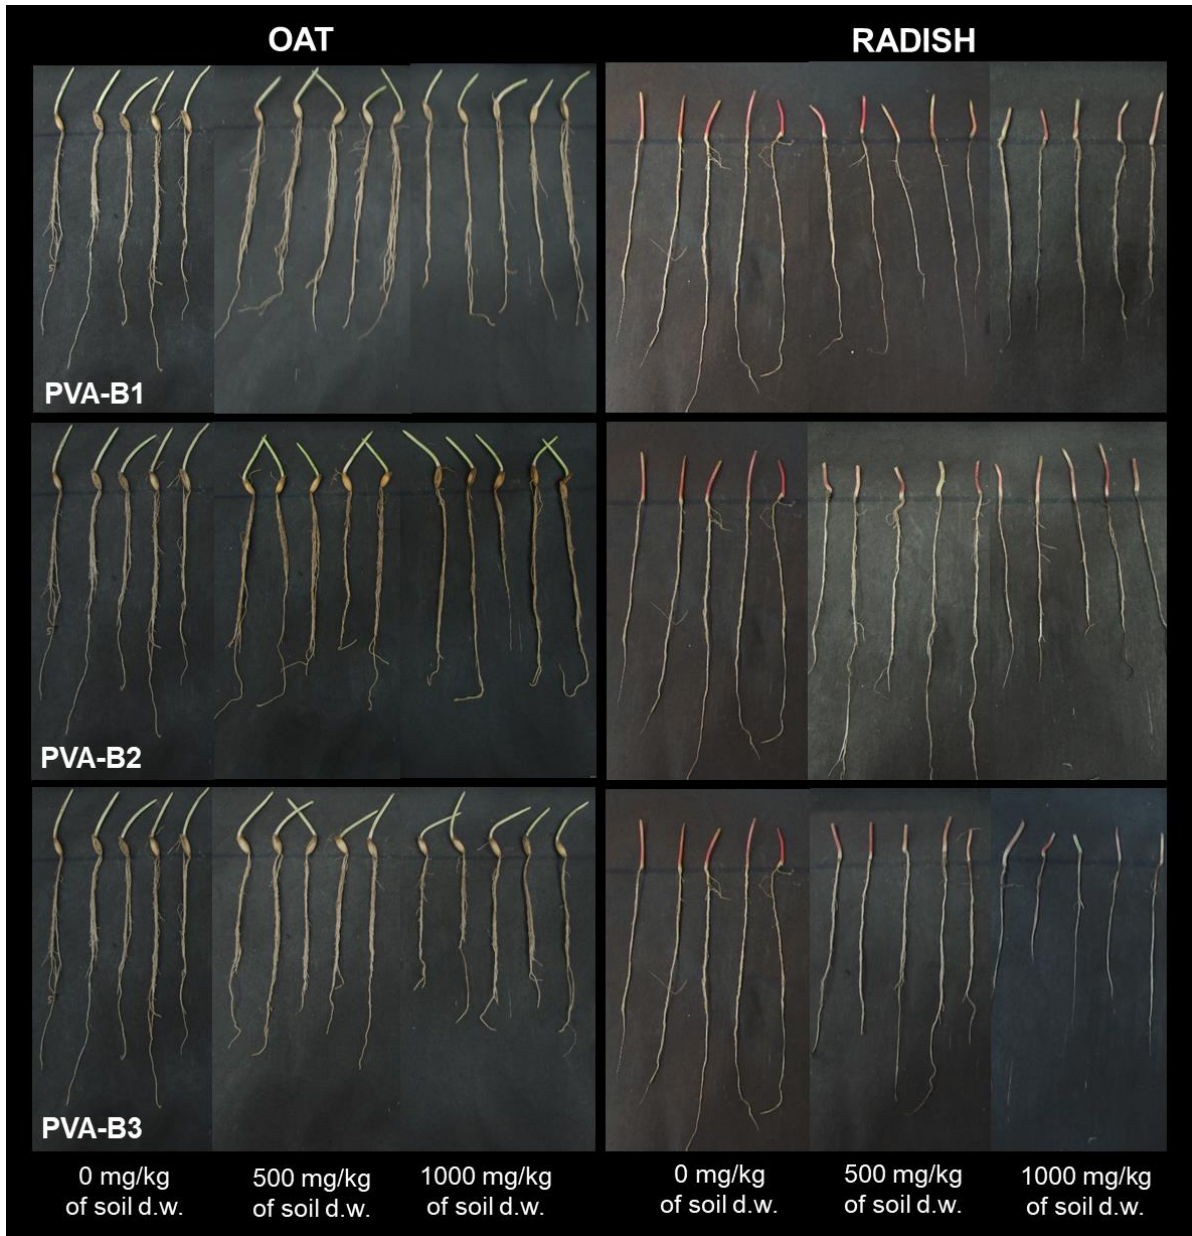 OAT
RADISH
PVA-B1
PVA-B2
PVA-B3
0 mg/kg
of soil d.w.
500 mg/kg
of soil d.w.
1000 mg/kg
of soil d.w.
0 mg/kg
of soil d.w.
500 mg/kg
of soil d.w.
1000 mg/kg
of soil d.w.